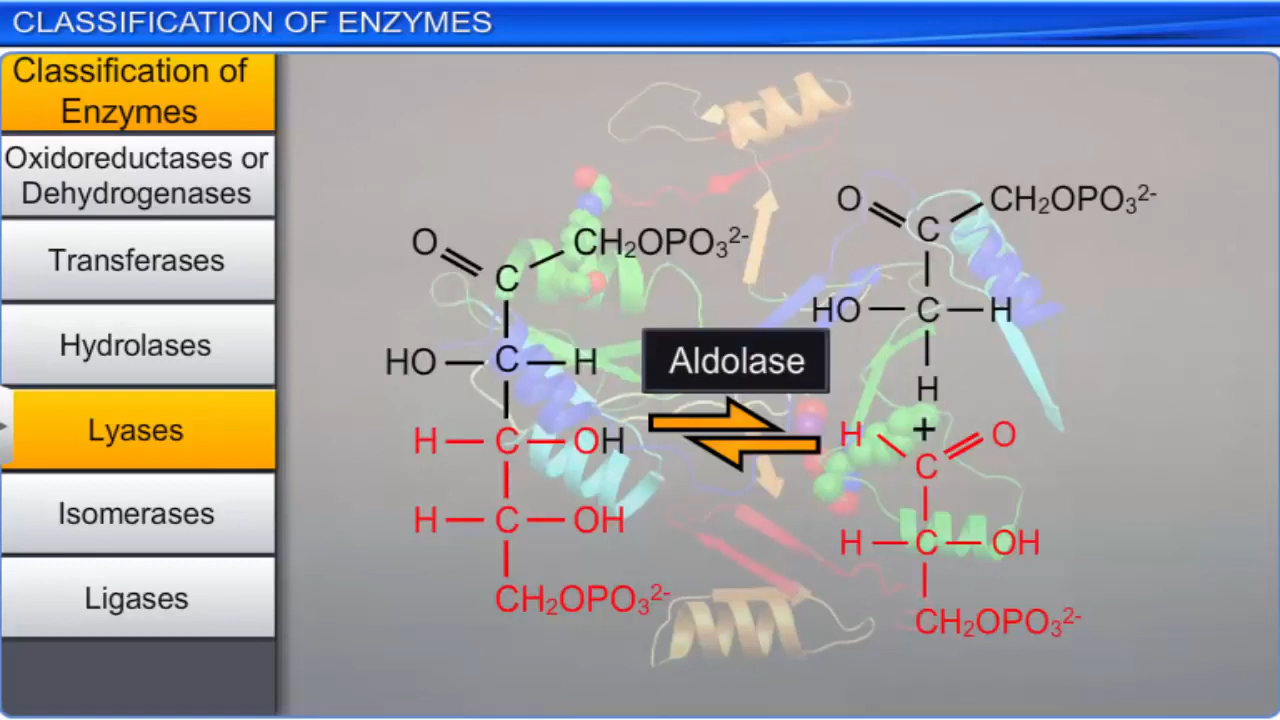 CLASSIFICATION OF ENZYMES
Classification of
Enzymes
Oxidoreductases or
Dehydrogenases
Transferases
Hydrolases
Lyases
Isomerases
Ligases
O
CH₂OPO₃²⁻
C
HO C H
H C OH
H C OH
CH₂OPO₃²⁻
Aldolase
O
CH₂OPO₃²⁻
C
HO C H
H
+
H O
C
H C OH
CH₂OPO₃²⁻